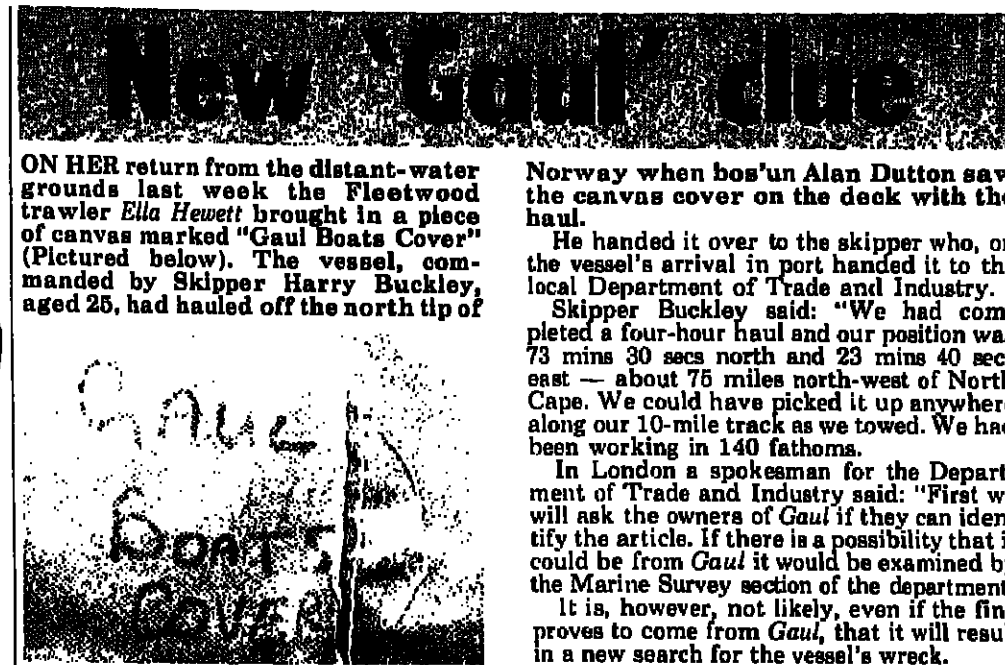 New 'Gaul' clue
ON HER return from the distant-water
grounds last week the Fleetwood
trawler Ella Hewett brought in a piece
of canvas marked "Gaul Boats Cover"
(Pictured below). The vessel, com-
manded by Skipper Harry Buckley,
aged 25, had hauled off the north tip of
GAUL
BOATS
COVER
Norway when bos'un Alan Dutton saw
the canvas cover on the deck with the
haul.
He handed it over to the skipper who, on
the vessel's arrival in port handed it to th
local Department of Trade and Industry.
Skipper Buckley said: "We had com
pleted a four-hour haul and our position wa
73 mins 30 secs north and 23 mins 40 sec
east — about 75 miles north-west of North
Cape. We could have picked it up anywher
along our 10-mile track as we towed. We had
been working in 140 fathoms.
In London a spokesman for the Depart
ment of Trade and Industry said: "First w
will ask the owners of Gaul if they can iden
tify the article. If there is a possibility that i
could be from Gaul it would be examined b
the Marine Survey section of the department
It is, however, not likely, even if the fin
proves to come from Gaul, that it will resu
in a new search for the vessel's wreck.